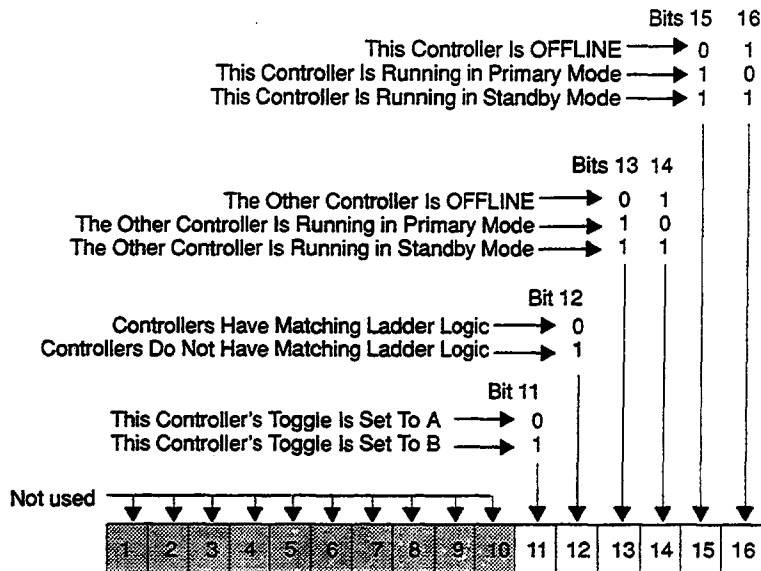 Bits 15 16
This Controller Is OFFLINE 0 1
This Controller Is Running in Primary Mode 1 0
This Controller Is Running in Standby Mode 1 1
Bits 13 14
The Other Controller Is OFFLINE 0 1
The Other Controller Is Running in Primary Mode 1 0
The Other Controller Is Running in Standby Mode 1 1
Bit 12
Controllers Have Matching Ladder Logic 0
Controllers Do Not Have Matching Ladder Logic 1
Bit 11
This Controller's Toggle Is Set To A 0
This Controller's Toggle Is Set To B 1
Not used
1 2 3 4 5 6 7 8 9 10 11 12 13 14 15 16